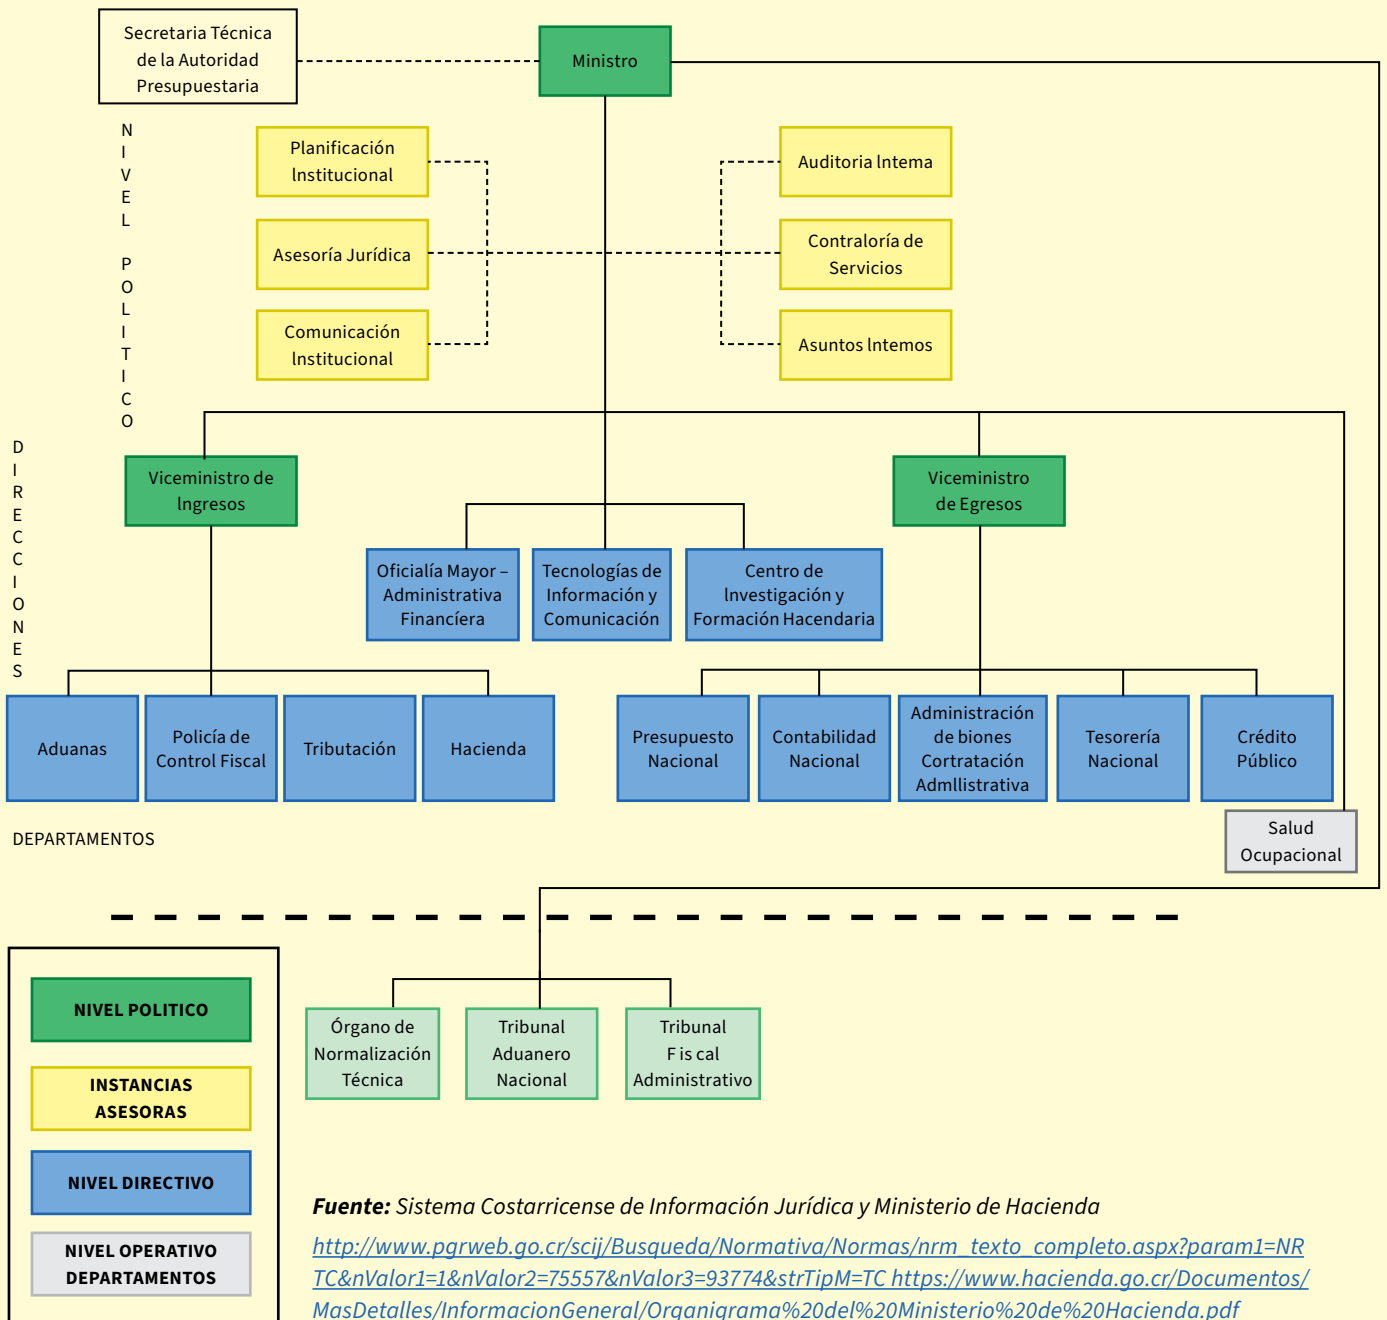 Secretaria Técnica
de la Autoridad
Presupuestaria
Ministro
NIVEL POLITICO
Planificación
Institucional
Auditoria Intema
Asesoría Jurídica
Contraloría de
Servicios
Comunicación
Institucional
Asuntos Intemos
DIRECCIONES
Viceministro de
Ingresos
Viceministro
de Egresos
Oficialía Mayor –
Administrativa
Financíera
Tecnologías de
Información y
Comunicación
Centro de
Investigación y
Formación Hacendaria
Aduanas
Policía de
Control Fiscal
Tributación
Hacienda
Presupuesto
Nacional
Contabilidad
Nacional
Administración
de biones
Cortratación
Admllistrativa
Tesorería
Nacional
Crédito
Público
DEPARTAMENTOS
Salud
Ocupacional
Órgano de
Normalización
Técnica
Tribunal
Aduanero
Nacional
Tribunal
F is cal
Administrativo
NIVEL POLITICO
INSTANCIAS
ASESORAS
NIVEL DIRECTIVO
NIVEL OPERATIVO
DEPARTAMENTOS
Fuente: Sistema Costarricense de Información Jurídica y Ministerio de Hacienda
http://www.pgrweb.go.cr/scij/Busqueda/Normativa/Normas/nrm_texto_completo.aspx?param1=NR
TC&nValor1=1&nValor2=75557&nValor3=93774&strTipM=TC https://www.hacienda.go.cr/Documentos/
MasDetalles/InformacionGeneral/Organigrama%20del%20Ministerio%20de%20Hacienda.pdf